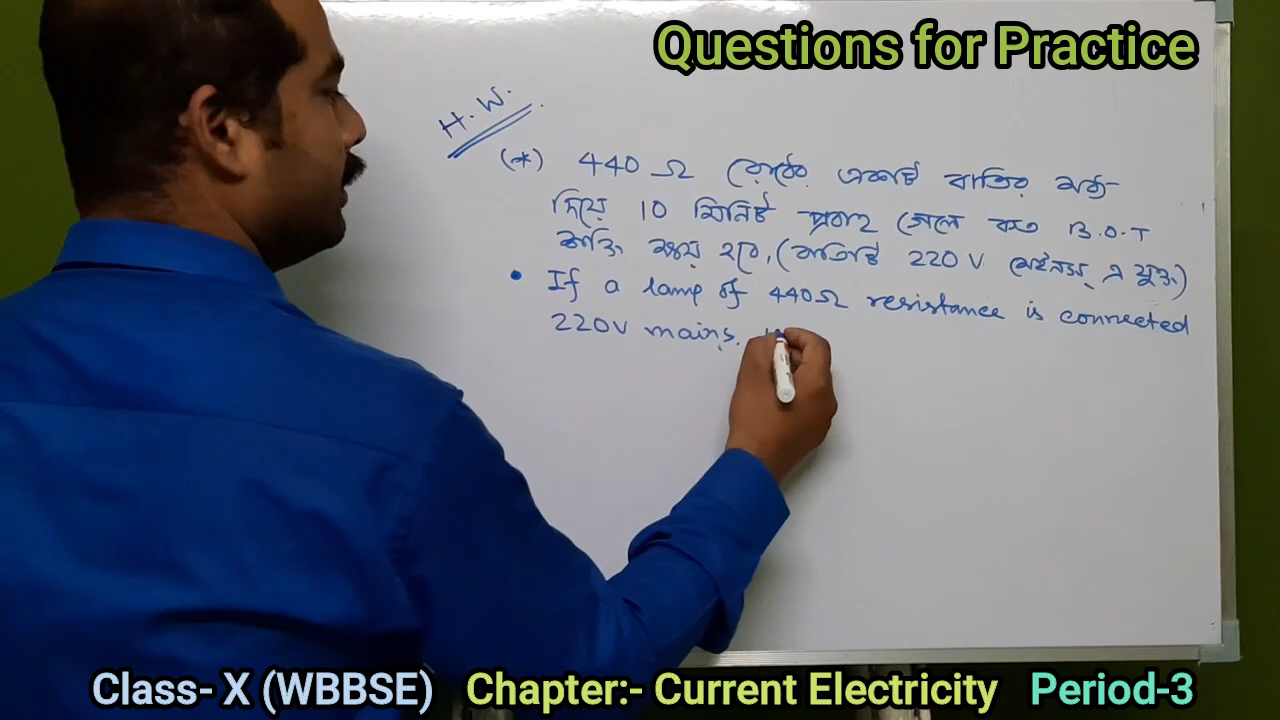 Questions for Practice
H.W.
(*) 440 Ω রোধের একটি বাতির মধ্য
দিয়ে 10 মিনিট প্রবাহ গেলে কত B.O.T
শক্তি ব্যয় হবে, (বাতিটি 220 V মেইনস্ এ যুক্ত)
• If a lamp of 440Ω resistance is connected
220V mains.
Class- X (WBBSE) Chapter:- Current Electricity Period-3